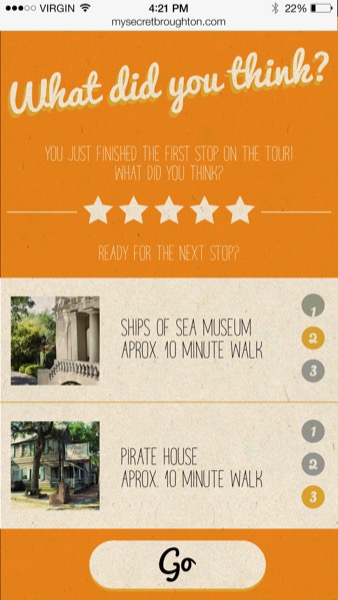 VIRGIN 4:21 PM 22%
mysecretbroughton.com
What did you think?
YOU JUST FINISHED THE FIRST STOP ON THE TOUR!
WHAT DID YOU THINK?
READY FOR THE NEXT STOP?
SHIPS OF SEA MUSEUM
APROX. 10 MINUTE WALK
1
2
3
PIRATE HOUSE
APROX. 10 MINUTE WALK
1
2
3
Go